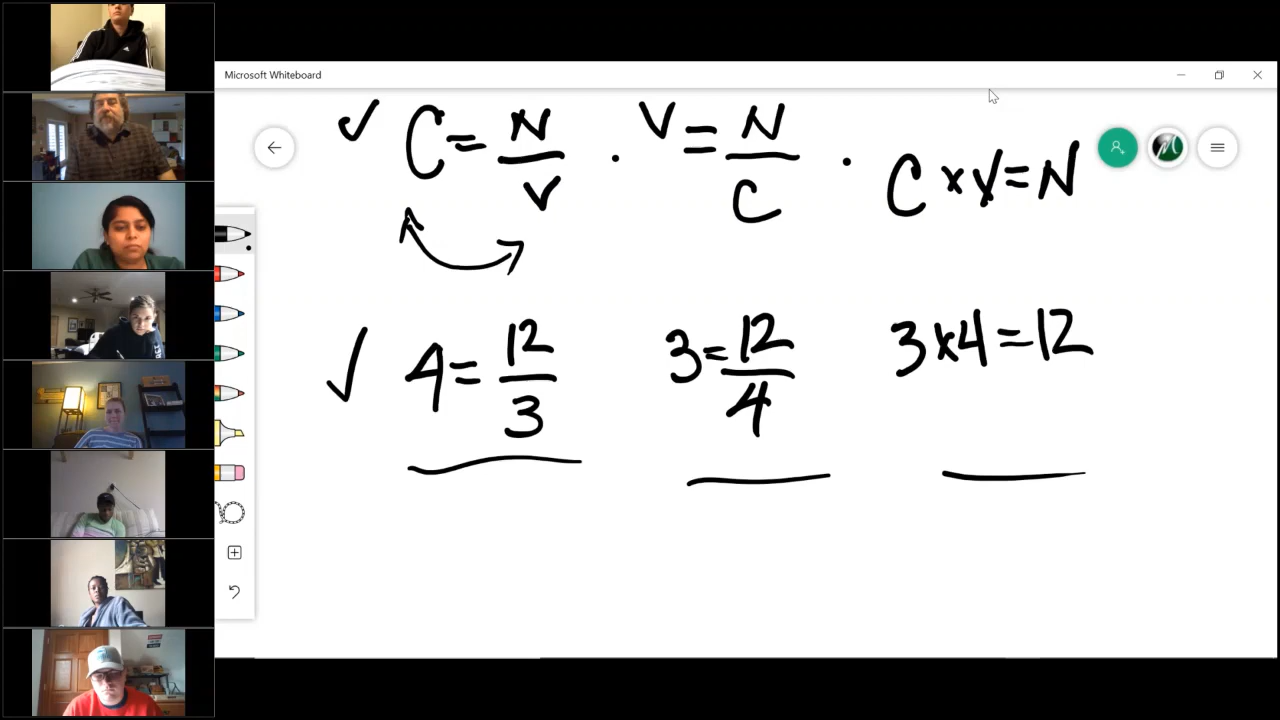 Microsoft Whiteboard
✓ C = N/V . V = N/C . C x V = N
✓ 4 = 12/3 3 = 12/4 3 x 4 = 12